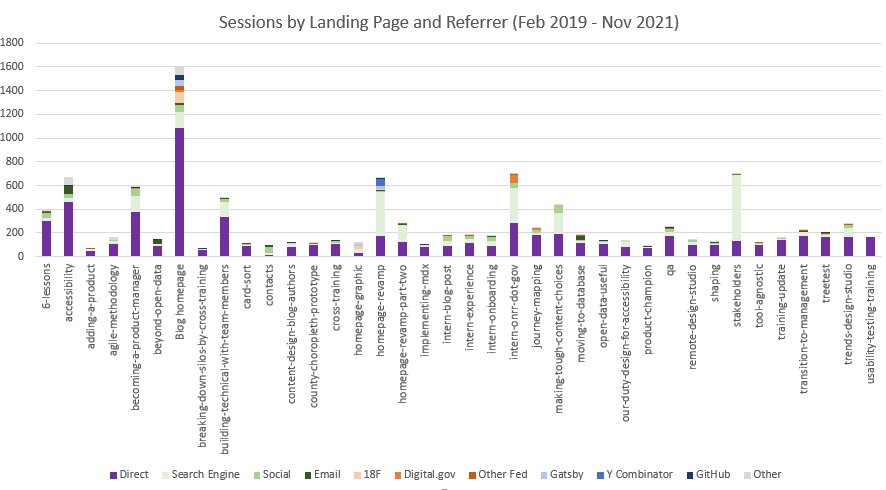 Sessions by Landing Page and Referrer (Feb 2019 - Nov 2021)
1800
1600
1400
1200
1000
800
600
400
200
0
6-lessons
accessibility
adding-a-product
agile-methodology
becoming-a-product-manager
beyond-open-data
Blog homepage
breaking-down-silos-by-cross-training
building-technical-with-team-members
card-sort
contacts
content-design-blog-authors
county-choropleth-prototype
cross-training
homepage-graphic
homepage-revamp
homepage-revamp-part-two
implementing-mdx
intern-blog-post
intern-experience
intern-onboarding
intern-onrr-dot-gov
journey-mapping
making-tough-content-choices
moving-to-database
open-data-useful
our-duty-design-for-accessibility
product-champion
qa
remote-design-studio
shaping
stakeholders
tool-agnostic
training-update
transition-to-management
treetest
trends-design-studio
usability-testing-training
Direct Search Engine Social Email 18F Digital.gov Other Fed Gatsby Y Combinator GitHub Other